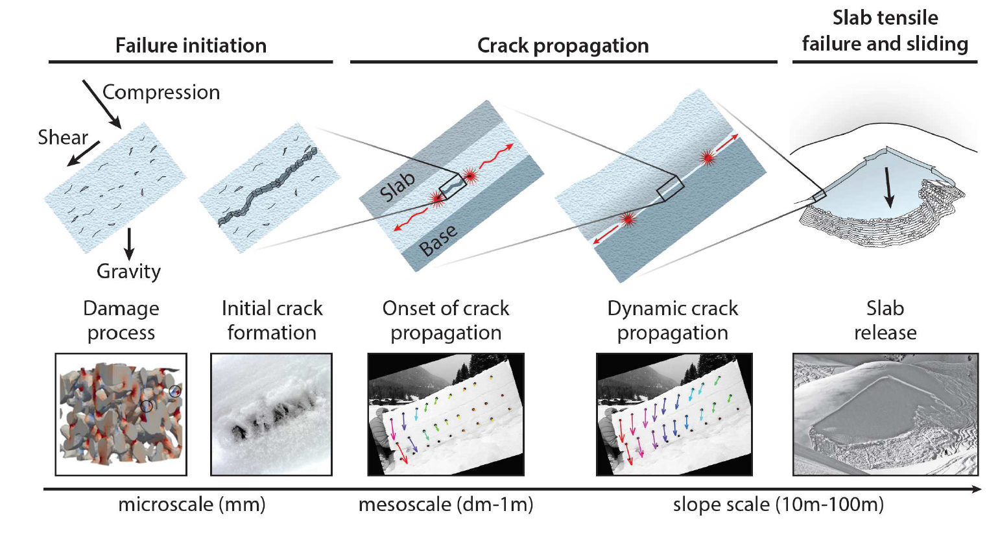 Failure initiation
Crack propagation
Slab tensile
failure and sliding
Compression
Shear
Gravity
Slab
Base
Damage
process
Initial crack
formation
Onset of crack
propagation
Dynamic crack
propagation
Slab
release
microscale (mm)
mesoscale (dm-1m)
slope scale (10m-100m)